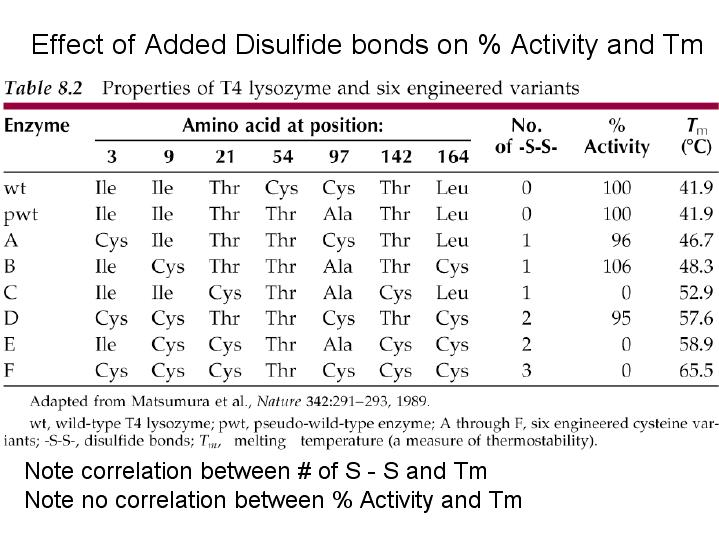 Effect of Added Disulfide bonds on % Activity and Tm
Table 8.2 Properties of T4 lysozyme and six engineered variants
Enzyme Amino acid at position: No. of -S-S- % Activity Tm (°C)
3 9 21 54 97 142 164
wt Ile Ile Thr Cys Cys Thr Leu 0 100 41.9
pwt Ile Ile Thr Thr Ala Thr Leu 0 100 41.9
A Cys Ile Thr Thr Cys Thr Leu 1 96 46.7
B Ile Cys Thr Thr Ala Thr Cys 1 106 48.3
C Ile Ile Cys Thr Ala Cys Leu 1 0 52.9
D Cys Cys Thr Thr Cys Thr Cys 2 95 57.6
E Ile Cys Cys Thr Ala Cys Cys 2 0 58.9
F Cys Cys Cys Thr Cys Cys Cys 3 0 65.5
Adapted from Matsumura et al., Nature 342:291–293, 1989.
wt, wild-type T4 lysozyme; pwt, pseudo-wild-type enzyme; A through F, six engineered cysteine var-
iants; -S-S-, disulfide bonds; Tm, melting temperature (a measure of thermostability).
Note correlation between # of S - S and Tm
Note no correlation between % Activity and Tm